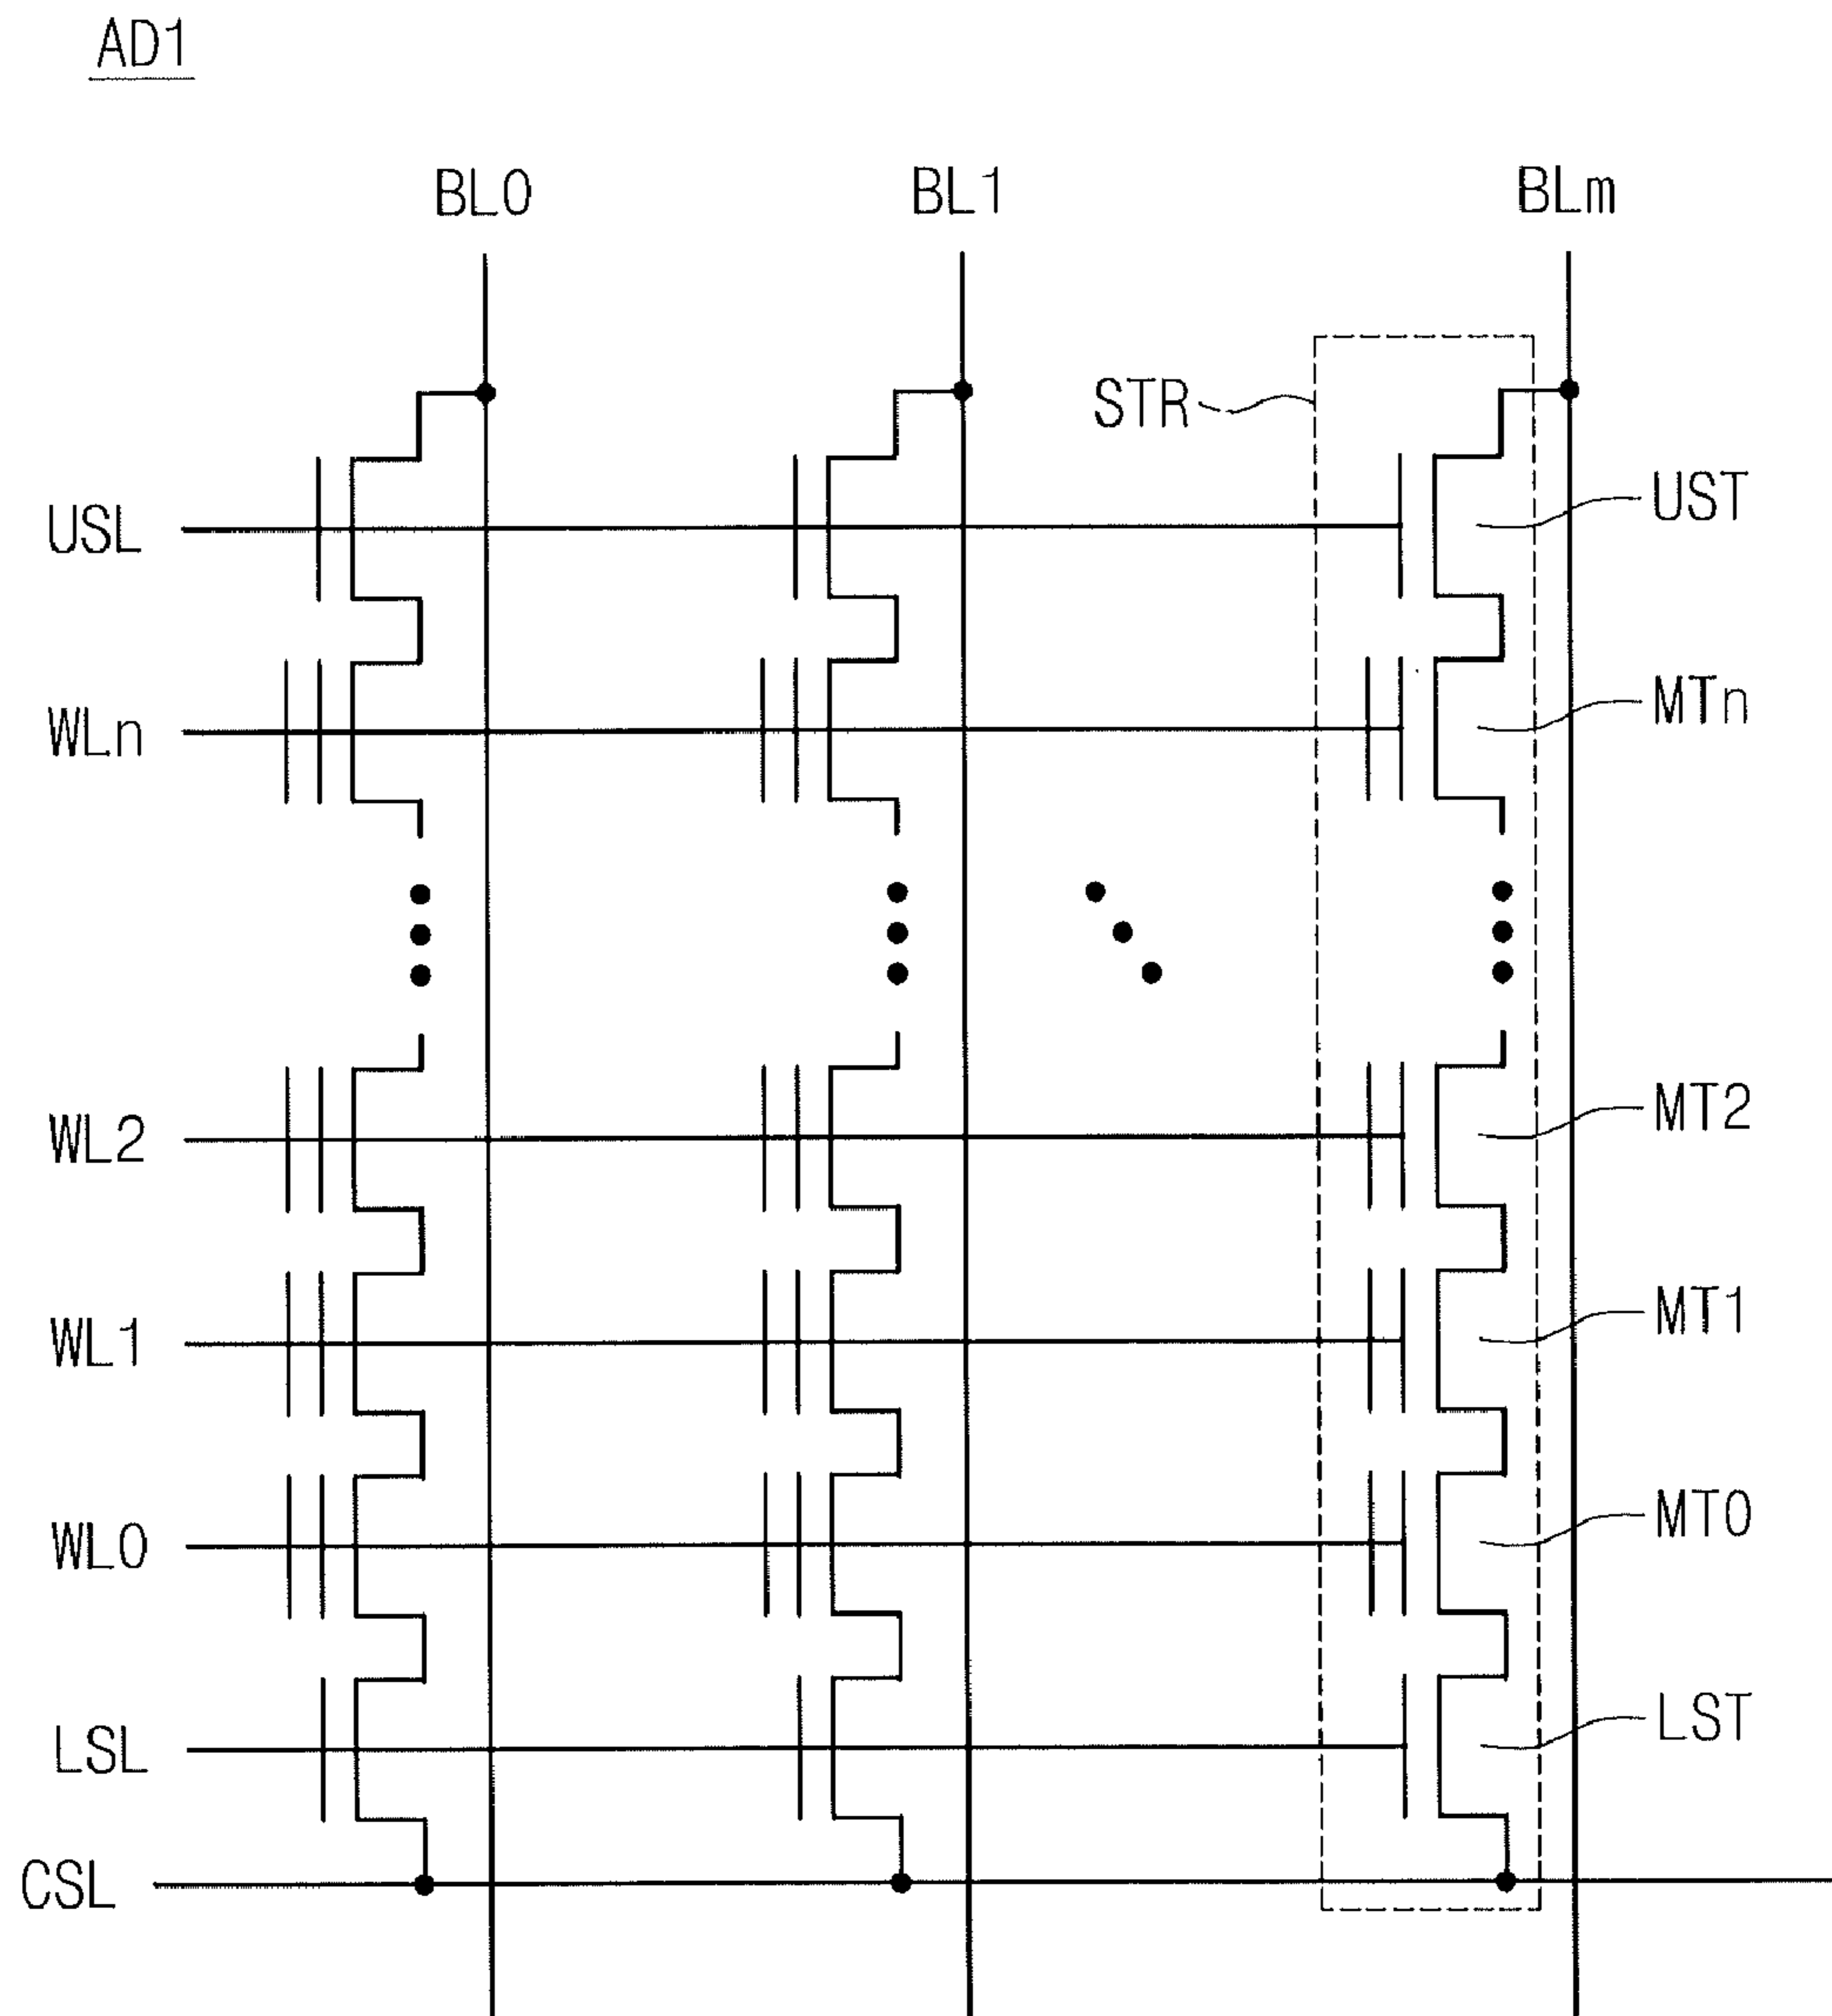 AD1
BL0 BL1 BLm
STR
USL UST
WLn MTn
WL2 MT2
WL1 MT1
WL0 MT0
LSL LST
CSL